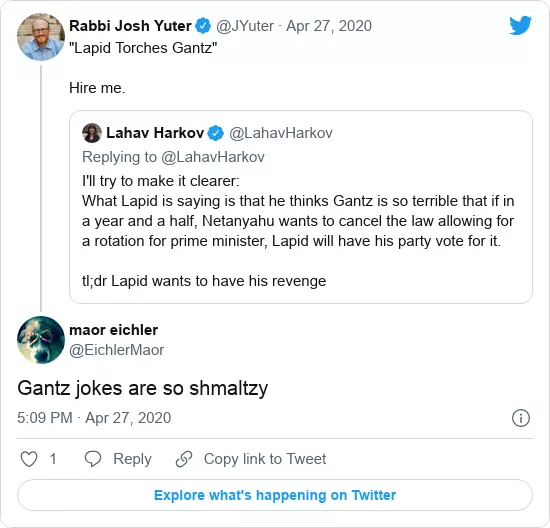 Rabbi Josh Yuter @JYuter · Apr 27, 2020
"Lapid Torches Gantz"
Hire me.
Lahav Harkov @LahavHarkov
Replying to @LahavHarkov
I'll try to make it clearer:
What Lapid is saying is that he thinks Gantz is so terrible that if in
a year and a half, Netanyahu wants to cancel the law allowing for
a rotation for prime minister, Lapid will have his party vote for it.
tl;dr Lapid wants to have his revenge
maor eichler
@EichlerMaor
Gantz jokes are so shmaltzy
5:09 PM · Apr 27, 2020
1 Reply Copy link to Tweet
Explore what's happening on Twitter